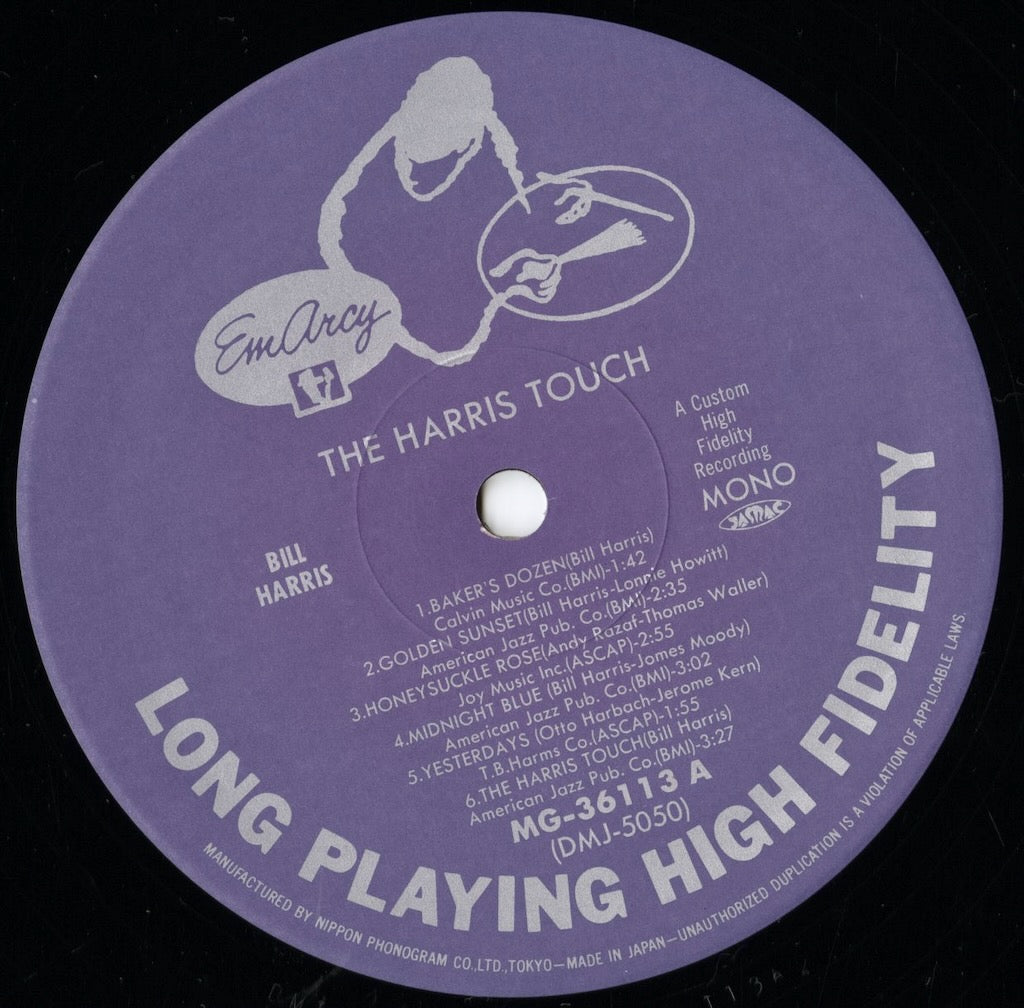 EmArcy
THE HARRIS TOUCH
A Custom
High
Fidelity
Recording
MONO
JASRAC
BILL
HARRIS
1.BAKER'S DOZEN(Bill Harris)
Calvin Music Co.(BMI)-1:42
2.GOLDEN SUNSET(Bill Harris-Lonnie Howitt)
American Jazz Pub. Co.(BMI)-2:35
3.HONEYSUCKLE ROSE(Andy Razaf-Thomas Waller)
Joy Music Inc.(ASCAP)-2:55
4.MIDNIGHT BLUE (Bill Harris-Jomes Moody)
American Jazz Pub. Co.(BMI)-3:02
5.YESTERDAYS (Otto Harbach-Jerome Kern)
T.B.Harms Co.(ASCAP)-1:55
6.THE HARRIS TOUCH(Bill Harris)
American Jazz Pub. Co.(BMI)-3:27
MG-36113 A
(DMJ-5050)
LONG PLAYING HIGH FIDELITY
MANUFACTURED BY NIPPON PHONOGRAM CO.,LTD.,TOKYO—MADE IN JAPAN—UNAUTHORIZED DUPLICATION IS A VIOLATION OF APPLICABLE LAWS.